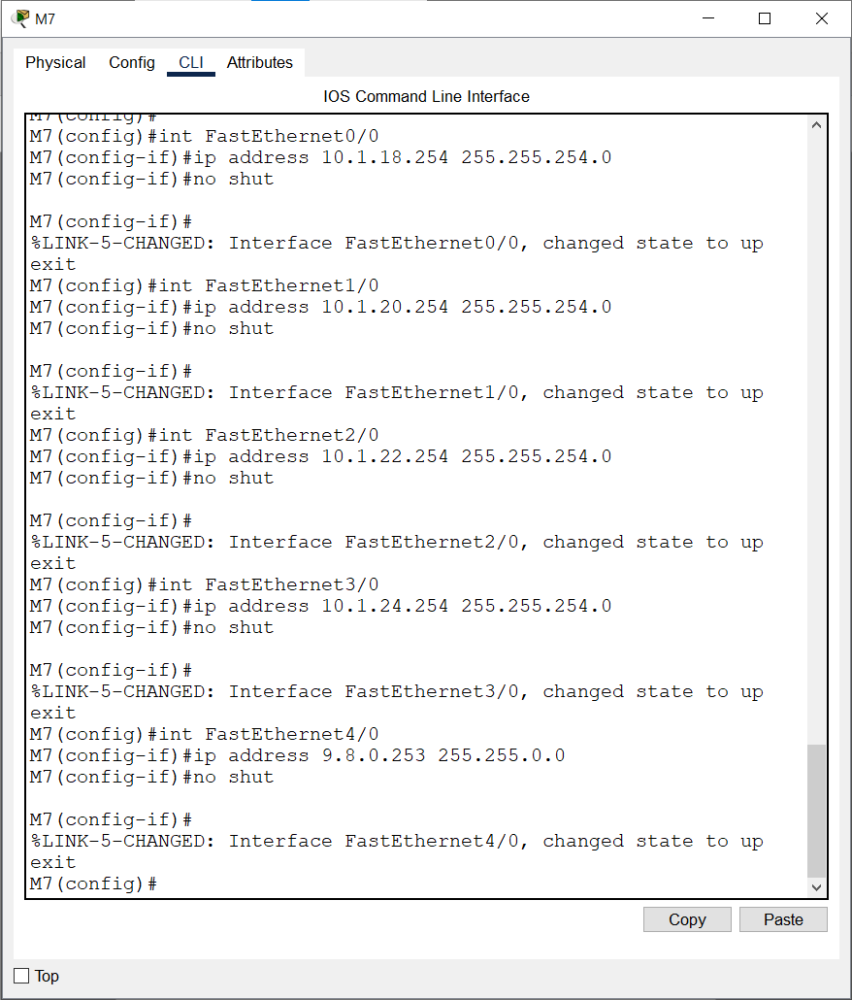 M7
Physical Config CLI Attributes
IOS Command Line Interface
M7(config)#
M7(config)#int FastEthernet0/0
M7(config-if)#ip address 10.1.18.254 255.255.254.0
M7(config-if)#no shut
M7(config-if)#
%LINK-5-CHANGED: Interface FastEthernet0/0, changed state to up
exit
M7(config)#int FastEthernet1/0
M7(config-if)#ip address 10.1.20.254 255.255.254.0
M7(config-if)#no shut
M7(config-if)#
%LINK-5-CHANGED: Interface FastEthernet1/0, changed state to up
exit
M7(config)#int FastEthernet2/0
M7(config-if)#ip address 10.1.22.254 255.255.254.0
M7(config-if)#no shut
M7(config-if)#
%LINK-5-CHANGED: Interface FastEthernet2/0, changed state to up
exit
M7(config)#int FastEthernet3/0
M7(config-if)#ip address 10.1.24.254 255.255.254.0
M7(config-if)#no shut
M7(config-if)#
%LINK-5-CHANGED: Interface FastEthernet3/0, changed state to up
exit
M7(config)#int FastEthernet4/0
M7(config-if)#ip address 9.8.0.253 255.255.0.0
M7(config-if)#no shut
M7(config-if)#
%LINK-5-CHANGED: Interface FastEthernet4/0, changed state to up
exit
M7(config)#
Copy Paste
Top